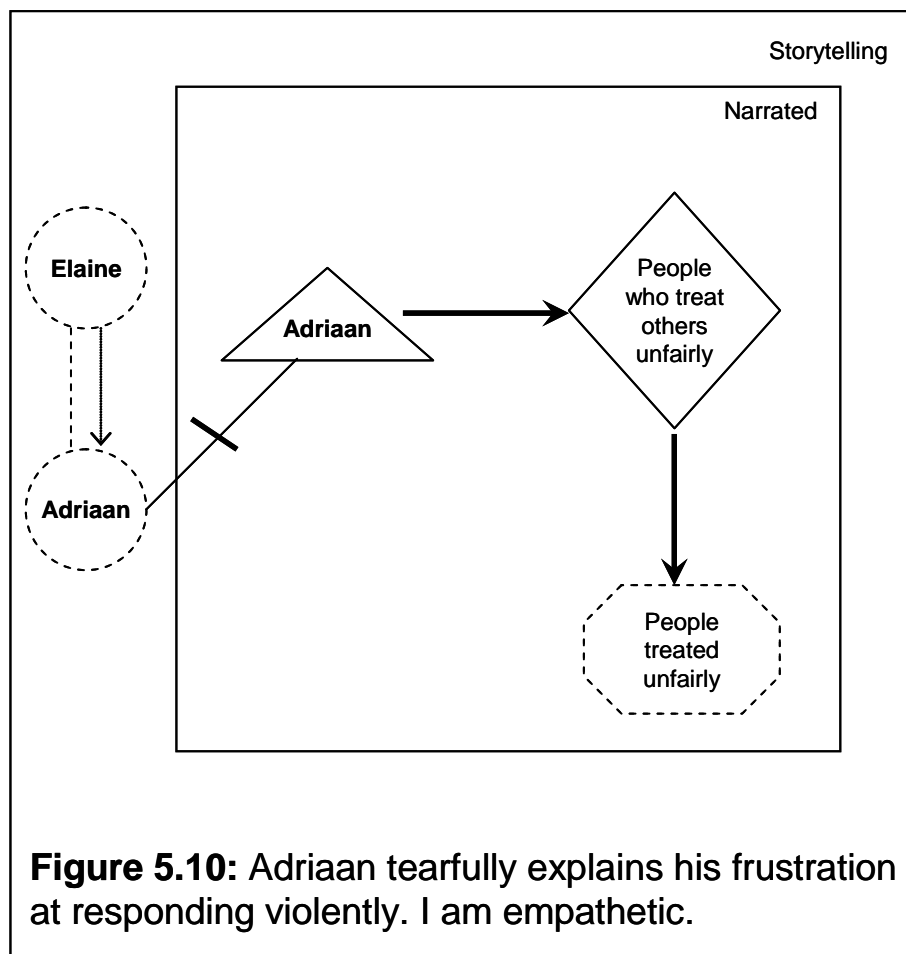 Storytelling
Narrated
Elaine
People
who treat
others
unfairly
Adriaan
Adriaan
People
treated
unfairly
Figure 5.10: Adriaan tearfully explains his frustration
at responding violently. I am empathetic.